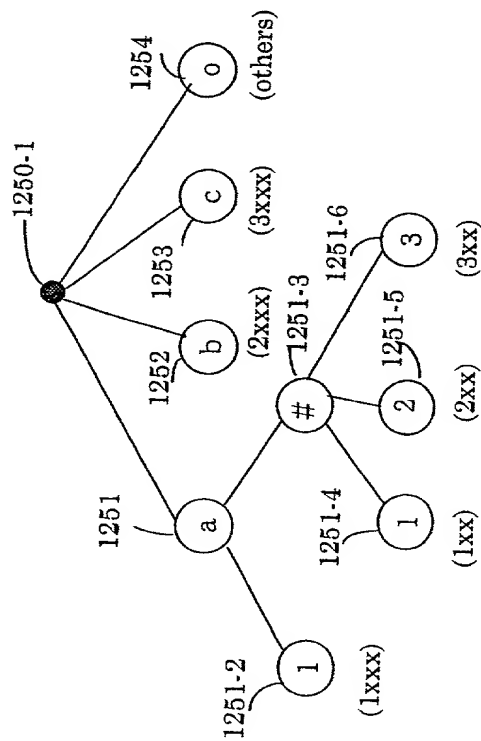 1250-1
1251
a
1252
b
(2xxx)
1253
c
(3xxx)
1254
o
(others)
1251-2
1
(1xxx)
1251-3
#
1251-4
1
(1xx)
1251-5
2
(2xx)
1251-6
3
(3xx)